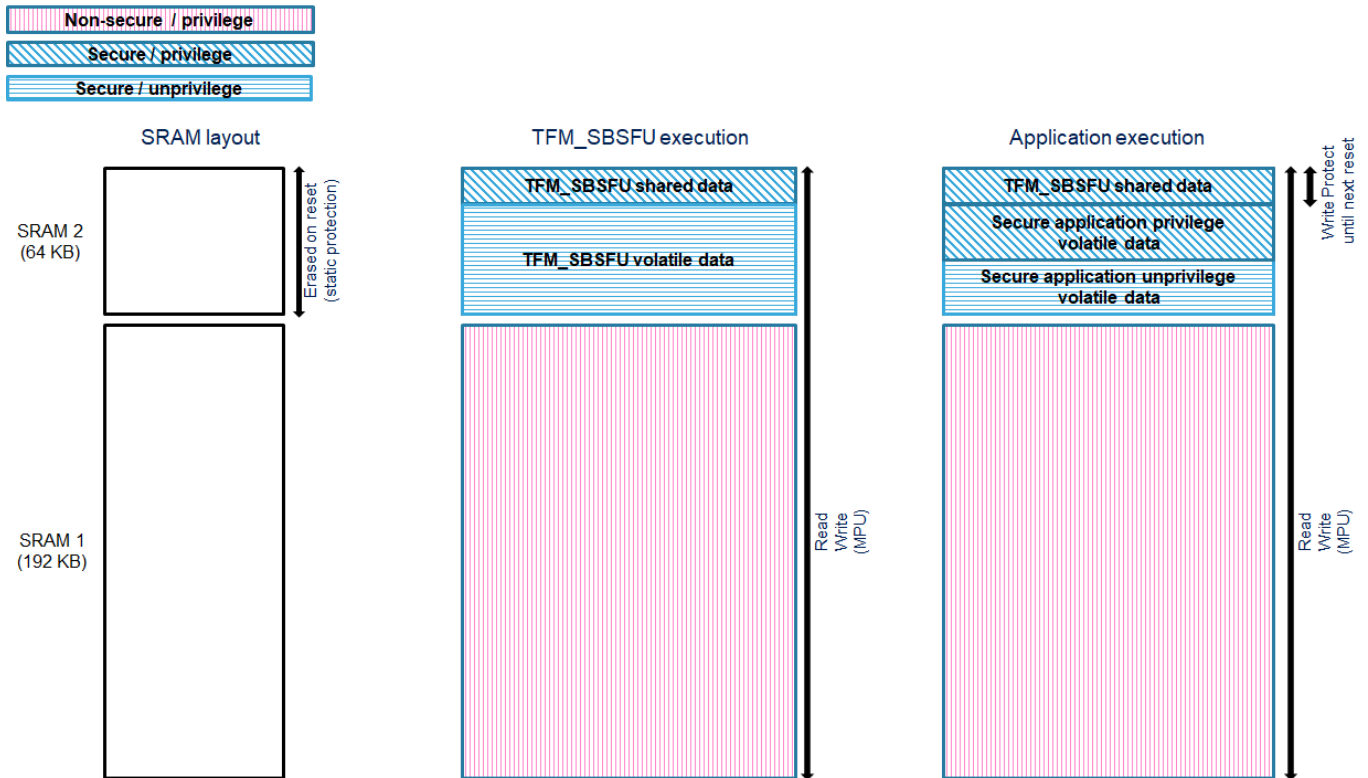 Non-secure / privilege
Secure / privilege
Secure / unprivilege
SRAM layout
TFM_SBSFU execution
Application execution
SRAM 2
(64 KB)
Erased on reset
(static protection)
TFM_SBSFU shared data
TFM_SBSFU volatile data
TFM_SBSFU shared data
Secure application privilege
volatile data
Secure application unprivilege
volatile data
Write Protect
until next reset
SRAM 1
(192 KB)
Read
Write
(MPU)
Read
Write
(MPU)